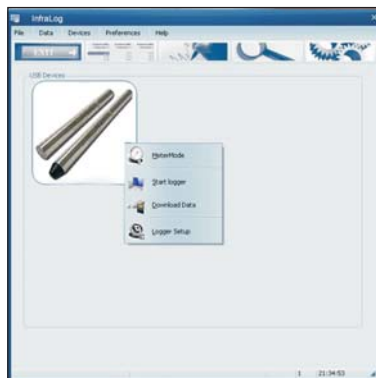 InfraLog
File Data Devices Preferences Help
EXIT
USB Devices
MeterMode
Start logger
Download Data
Logger Setup
1 21:34:53